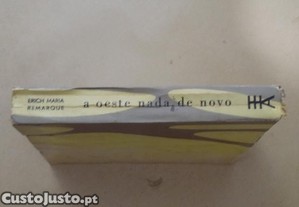 ERICH MARIA
REMARQUE
a oeste nada de novo
CustoJusto.pt